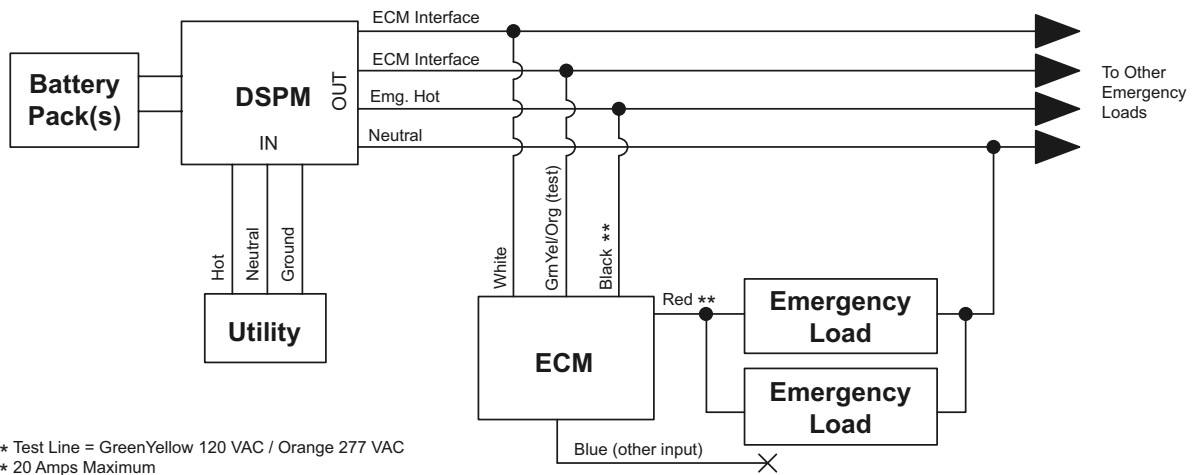 ECM Interface
ECM Interface
Emg. Hot
Neutral
Battery
Pack(s)
DSPM
OUT
IN
To Other
Emergency
Loads
Hot
Neutral
Ground
Utility
White
GrnYel/Org (test)
Black **
ECM
Red **
Emergency
Load
Emergency
Load
Blue (other input)
* Test Line = GreenYellow 120 VAC / Orange 277 VAC
* 20 Amps Maximum